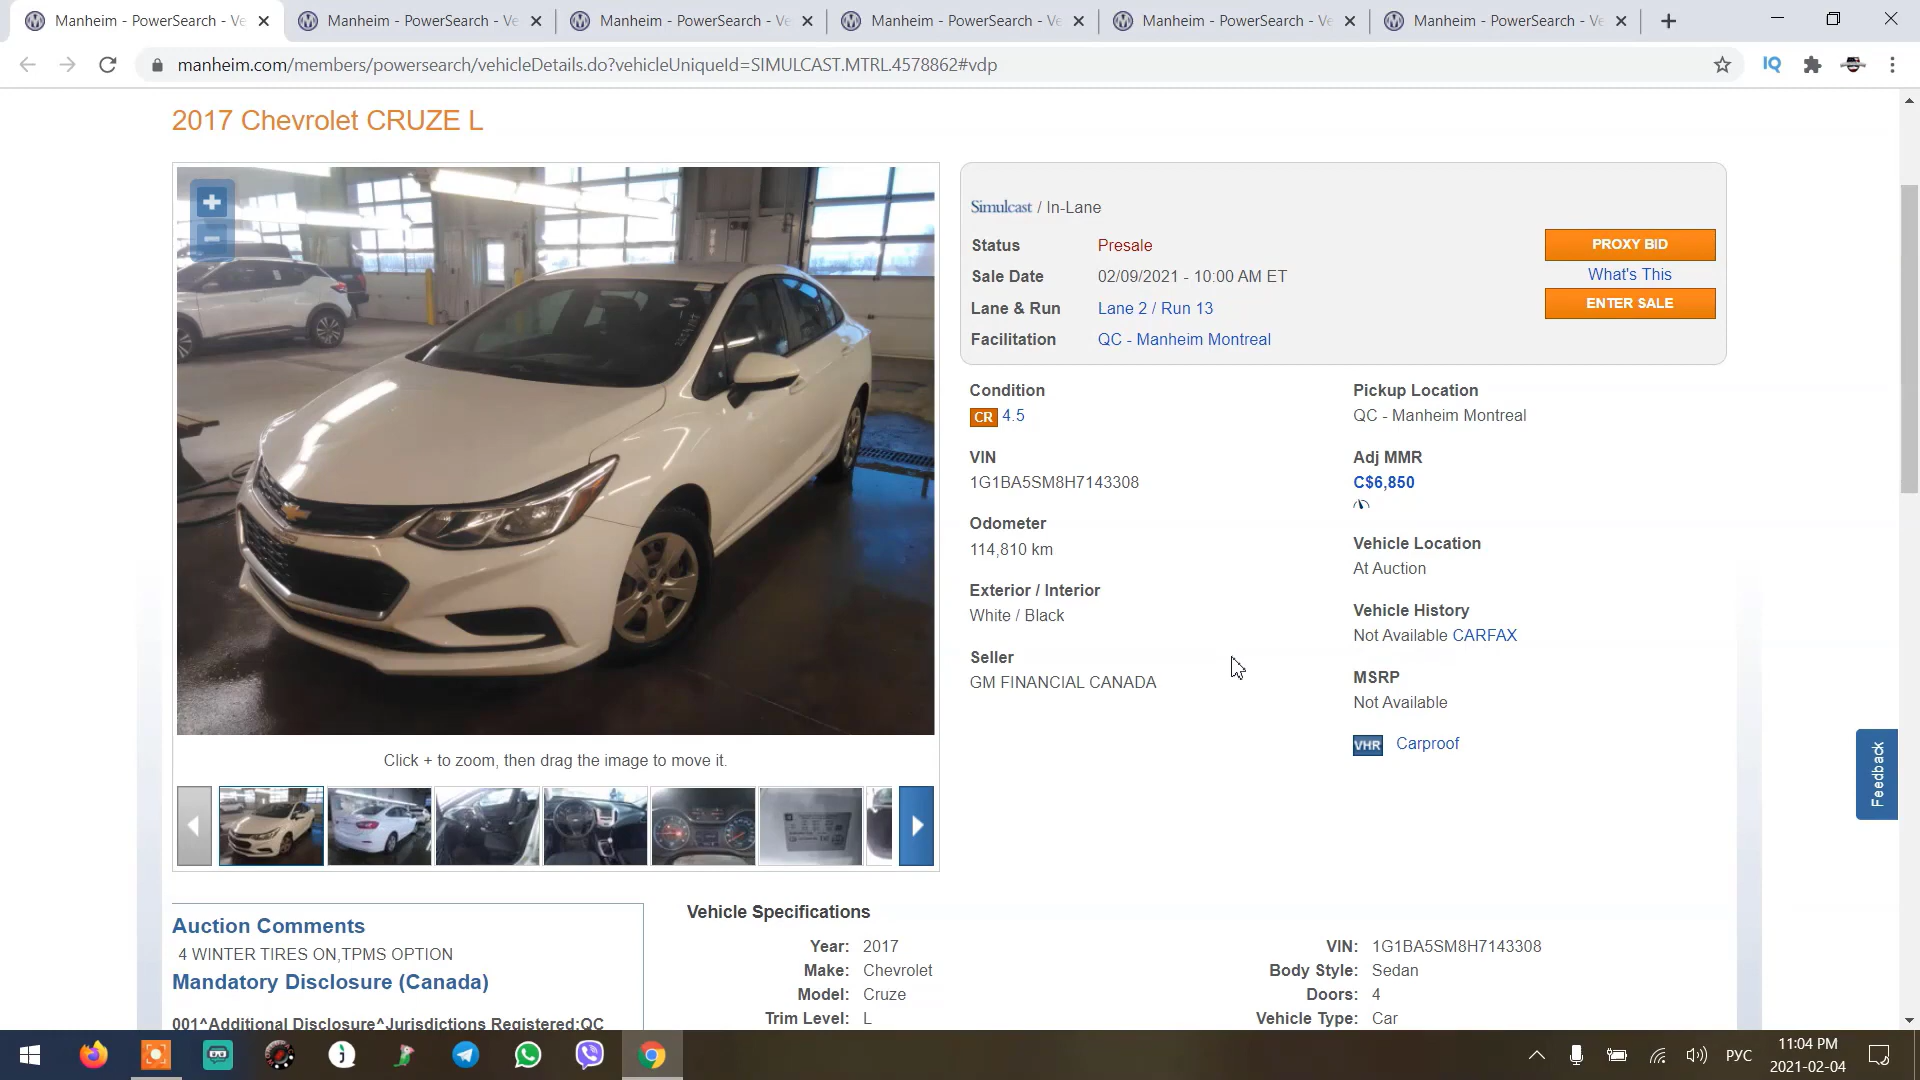 Manheim - PowerSearch - Ve
Manheim - PowerSearch - Ve
Manheim - PowerSearch - Ve
Manheim - PowerSearch - Ve
Manheim - PowerSearch - Ve
Manheim - PowerSearch - Ve
manheim.com/members/powersearch/vehicleDetails.do?vehicleUniqueId=SIMULCAST.MTRL.4578862#vdp
IQ
2017 Chevrolet CRUZE L
Simulcast / In-Lane
Status Presale
Sale Date 02/09/2021 - 10:00 AM ET
Lane & Run Lane 2 / Run 13
Facilitation QC - Manheim Montreal
PROXY BID
What's This
ENTER SALE
Condition
CR 4.5
VIN
1G1BA5SM8H7143308
Odometer
114,810 km
Exterior / Interior
White / Black
Seller
GM FINANCIAL CANADA
Pickup Location
QC - Manheim Montreal
Adj MMR
C$6,850
Vehicle Location
At Auction
Vehicle History
Not Available CARFAX
MSRP
Not Available
VHR Carproof
Click + to zoom, then drag the image to move it.
Feedback
Auction Comments
4 WINTER TIRES ON,TPMS OPTION
Mandatory Disclosure (Canada)
001^Additional Disclosure^Jurisdictions Registered:QC
Vehicle Specifications
Year: 2017
Make: Chevrolet
Model: Cruze
Trim Level: L
VIN: 1G1BA5SM8H7143308
Body Style: Sedan
Doors: 4
Vehicle Type: Car
РУС
11:04 PM
2021-02-04